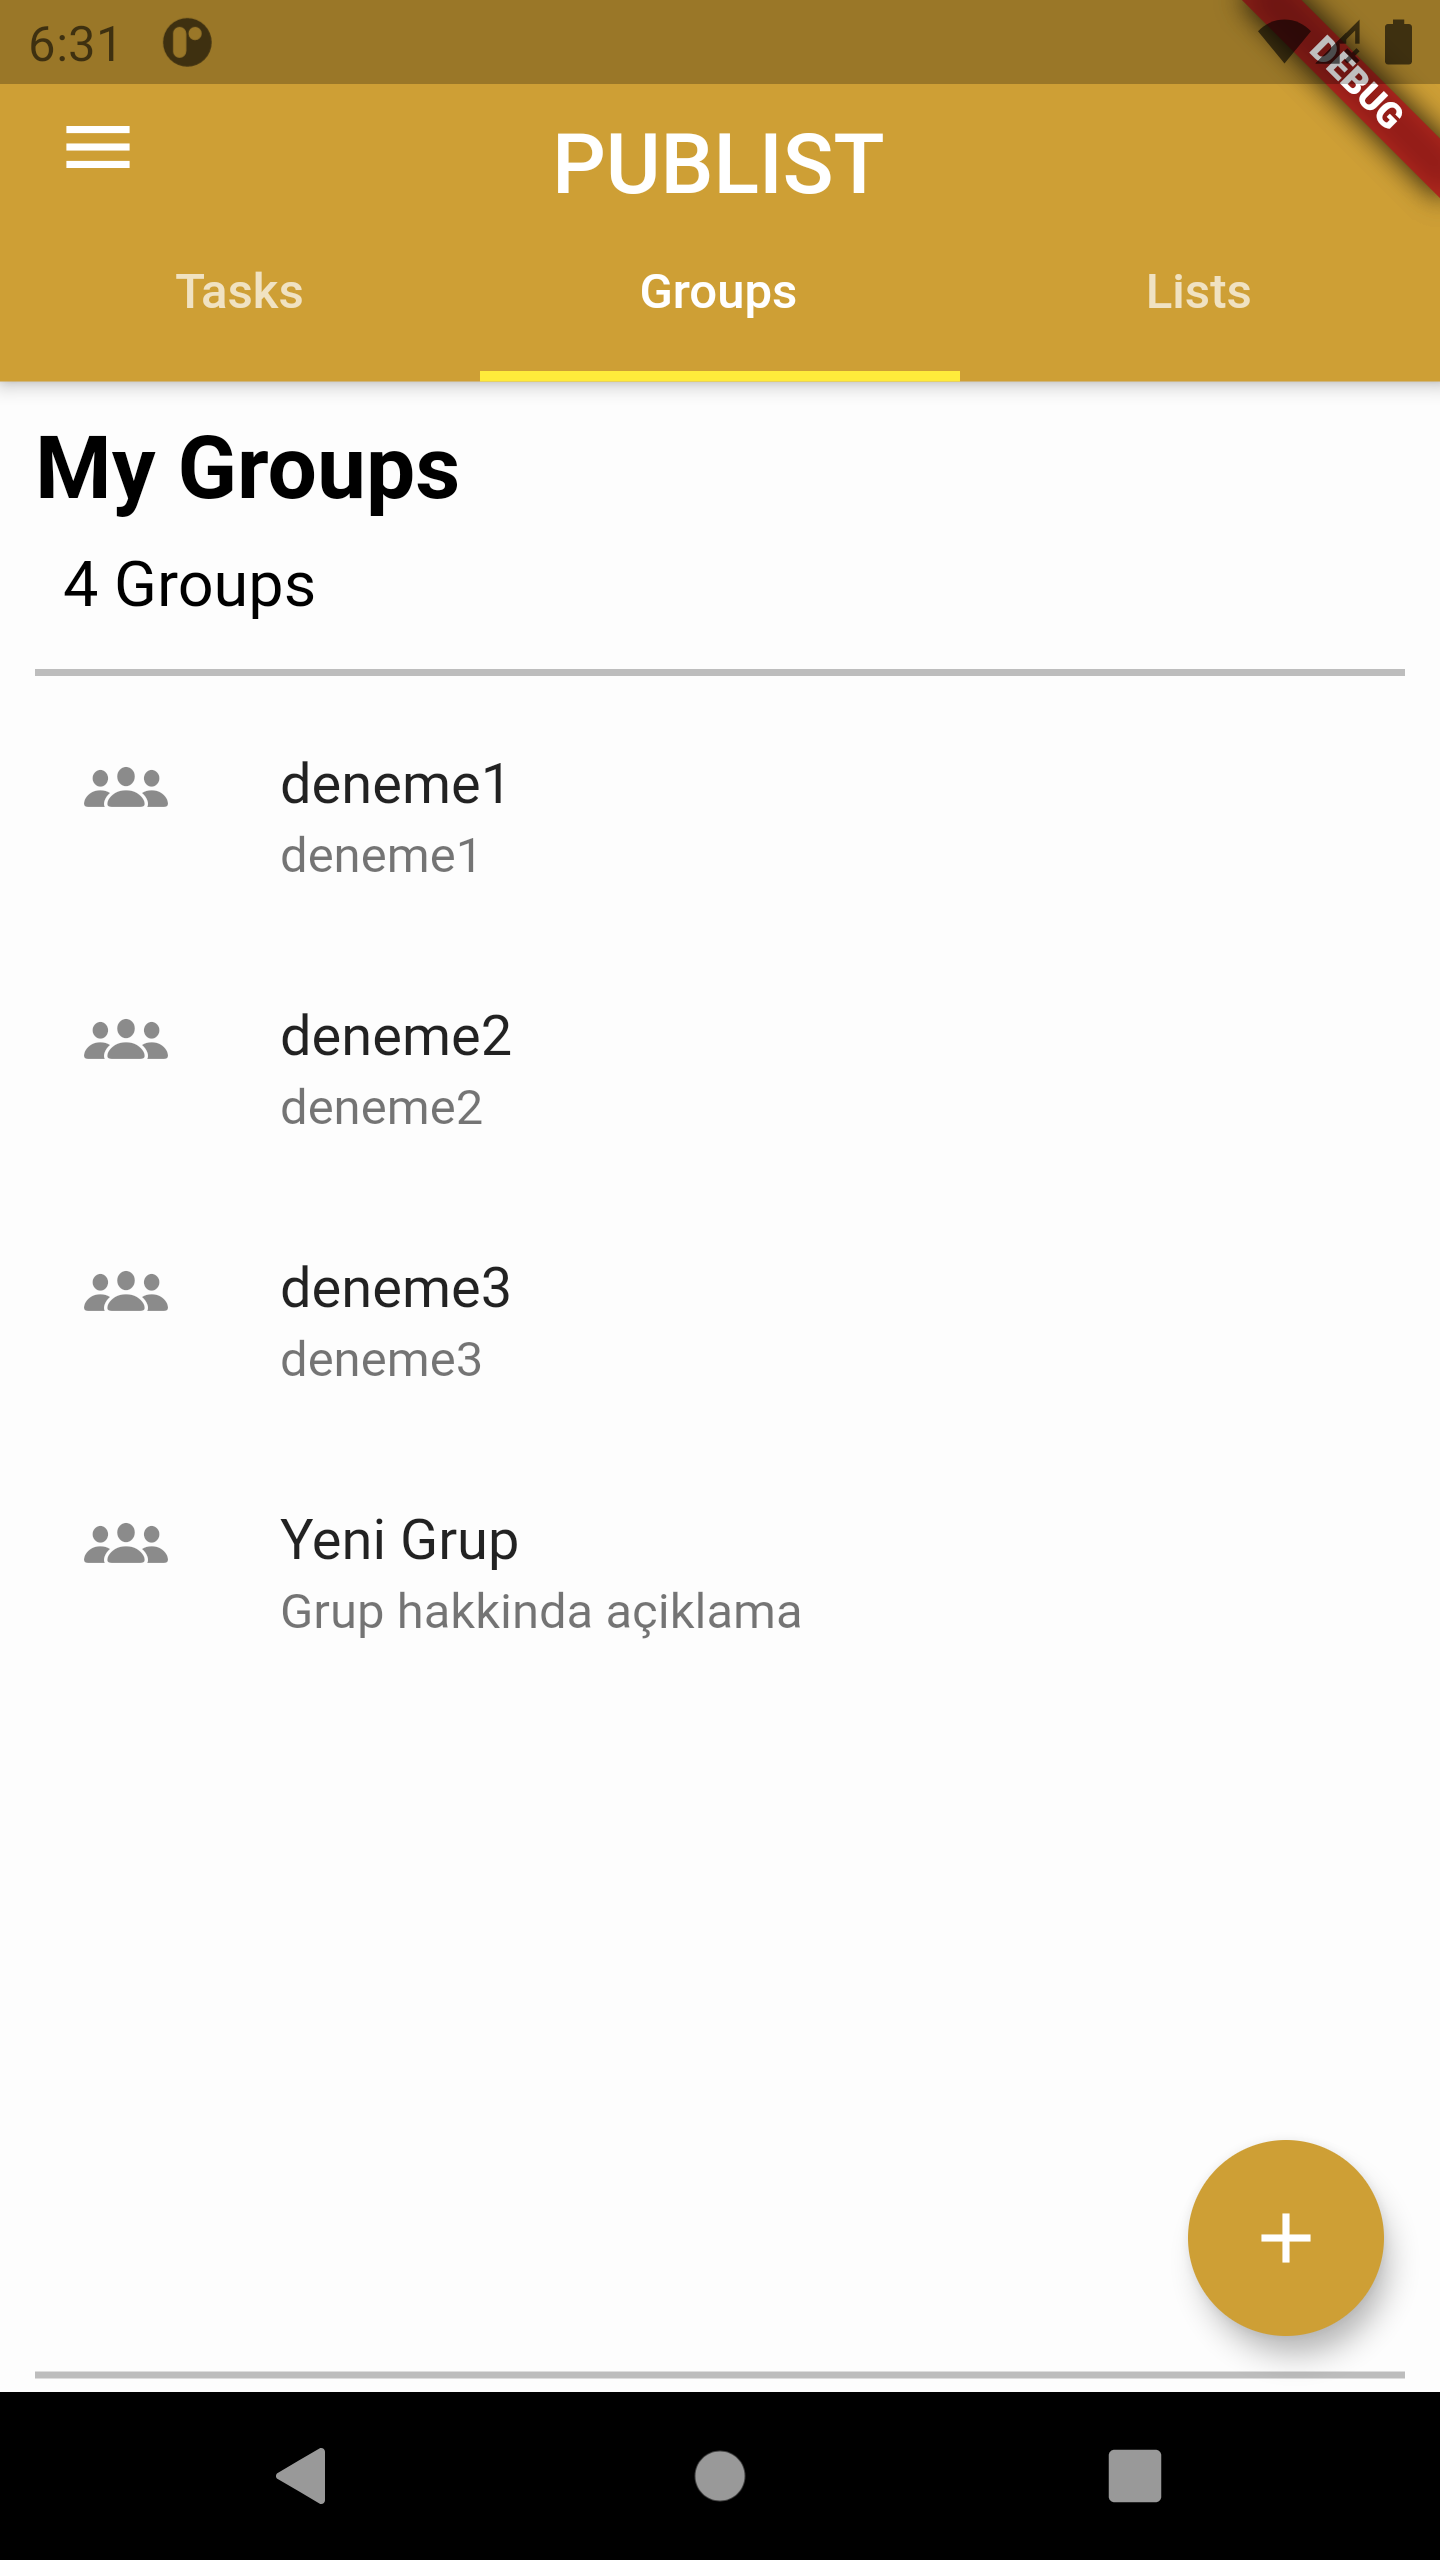 6:31
DEBUG
PUBLIST
Tasks
Groups
Lists
My Groups
4 Groups
deneme1
deneme1
deneme2
deneme2
deneme3
deneme3
Yeni Grup
Grup hakkinda açiklama